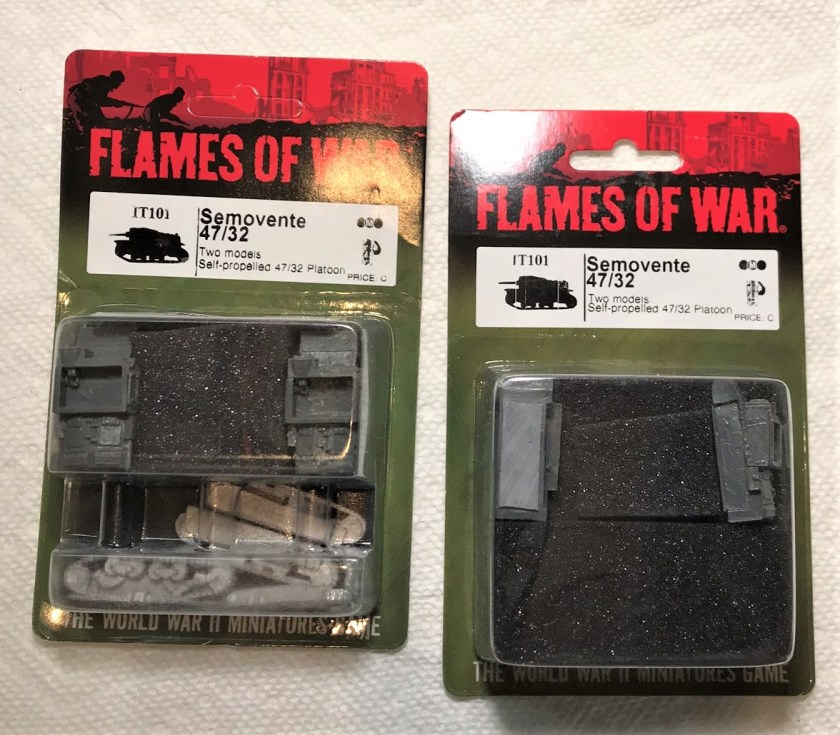 FLAMES OF WAR
IT101
Semovente
47/32
Two models
Self-propelled 47/32 Platoon
PRICE: C
THE WORLD WAR II MINIATURES GAME
FLAMES OF WAR.
IT101
Semovente
47/32
Two models
Self-propelled 47/32 Platoon
PRICE: C
THE WORLD WAR II MINIATURES GAME